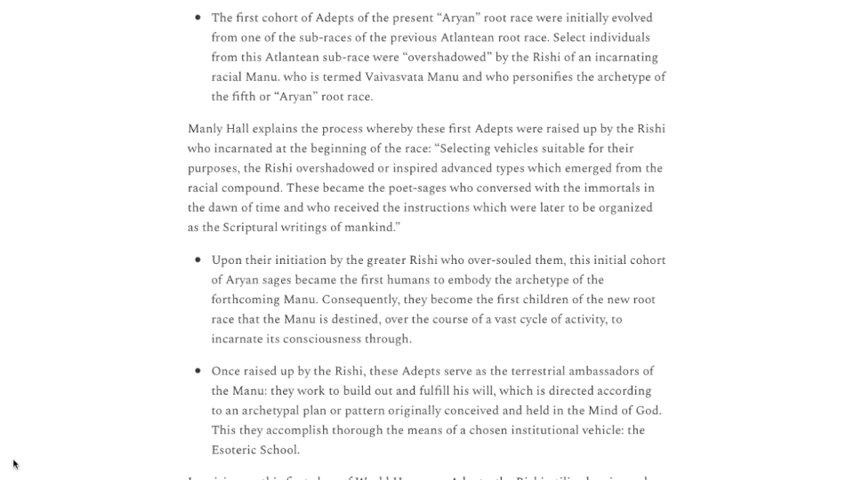 • The first cohort of Adepts of the present “Aryan” root race were initially evolved
from one of the sub-races of the previous Atlantean root race. Select individuals
from this Atlantean sub-race were “overshadowed” by the Rishi of an incarnating
racial Manu. who is termed Vaivasvata Manu and who personifies the archetype of
the fifth or “Aryan” root race.
Manly Hall explains the process whereby these first Adepts were raised up by the Rishi
who incarnated at the beginning of the race: “Selecting vehicles suitable for their
purposes, the Rishi overshadowed or inspired advanced types which emerged from the
racial compound. These became the poet-sages who conversed with the immortals in
the dawn of time and who received the instructions which were later to be organized
as the Scriptural writings of mankind.”
• Upon their initiation by the greater Rishi who over-souled them, this initial cohort
of Aryan sages became the first humans to embody the archetype of the
forthcoming Manu. Consequently, they become the first children of the new root
race that the Manu is destined, over the course of a vast cycle of activity, to
incarnate its consciousness through.
• Once raised up by the Rishi, these Adepts serve as the terrestrial ambassadors of
the Manu: they work to build out and fulfill his will, which is directed according
to an archetypal plan or pattern originally conceived and held in the Mind of God.
This they accomplish thorough the means of a chosen institutional vehicle: the
Esoteric School.